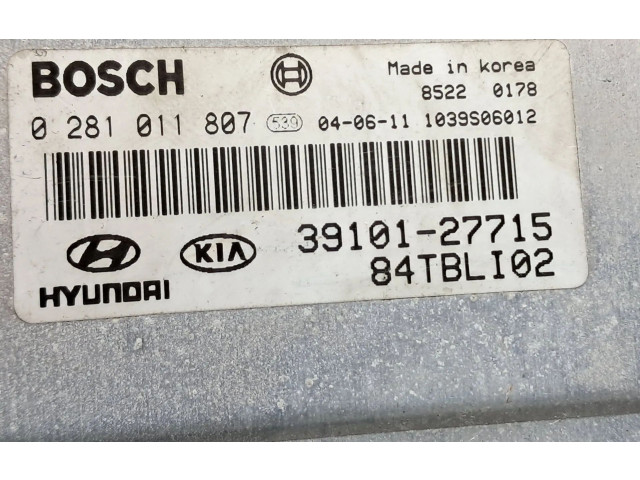 BOSCH Made in korea
8522 0178
0 281 011 807 539 04-06-11 1039S06012
KIA 39101-27715
HYUNDAI 84TBLI02